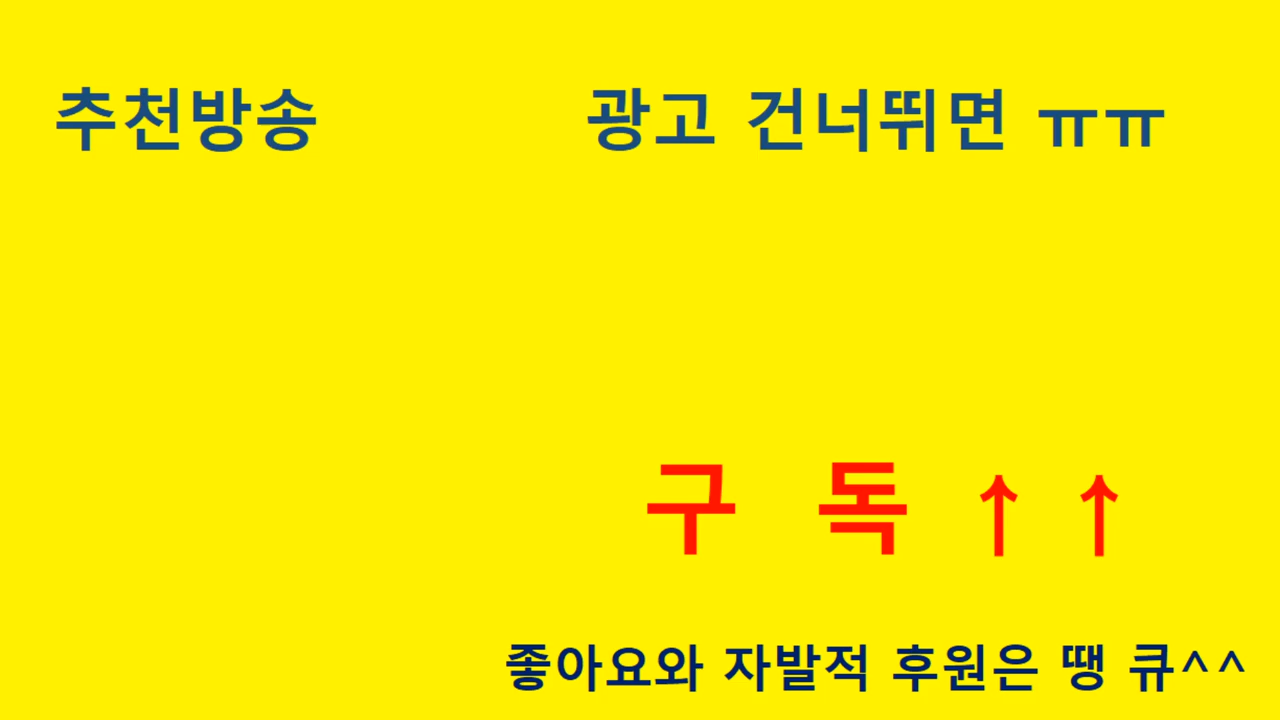 추천방송
광고 건너뛰면 ㅠㅠ
구 독 ↑ ↑
좋아요와 자발적 후원은 땡 큐^^